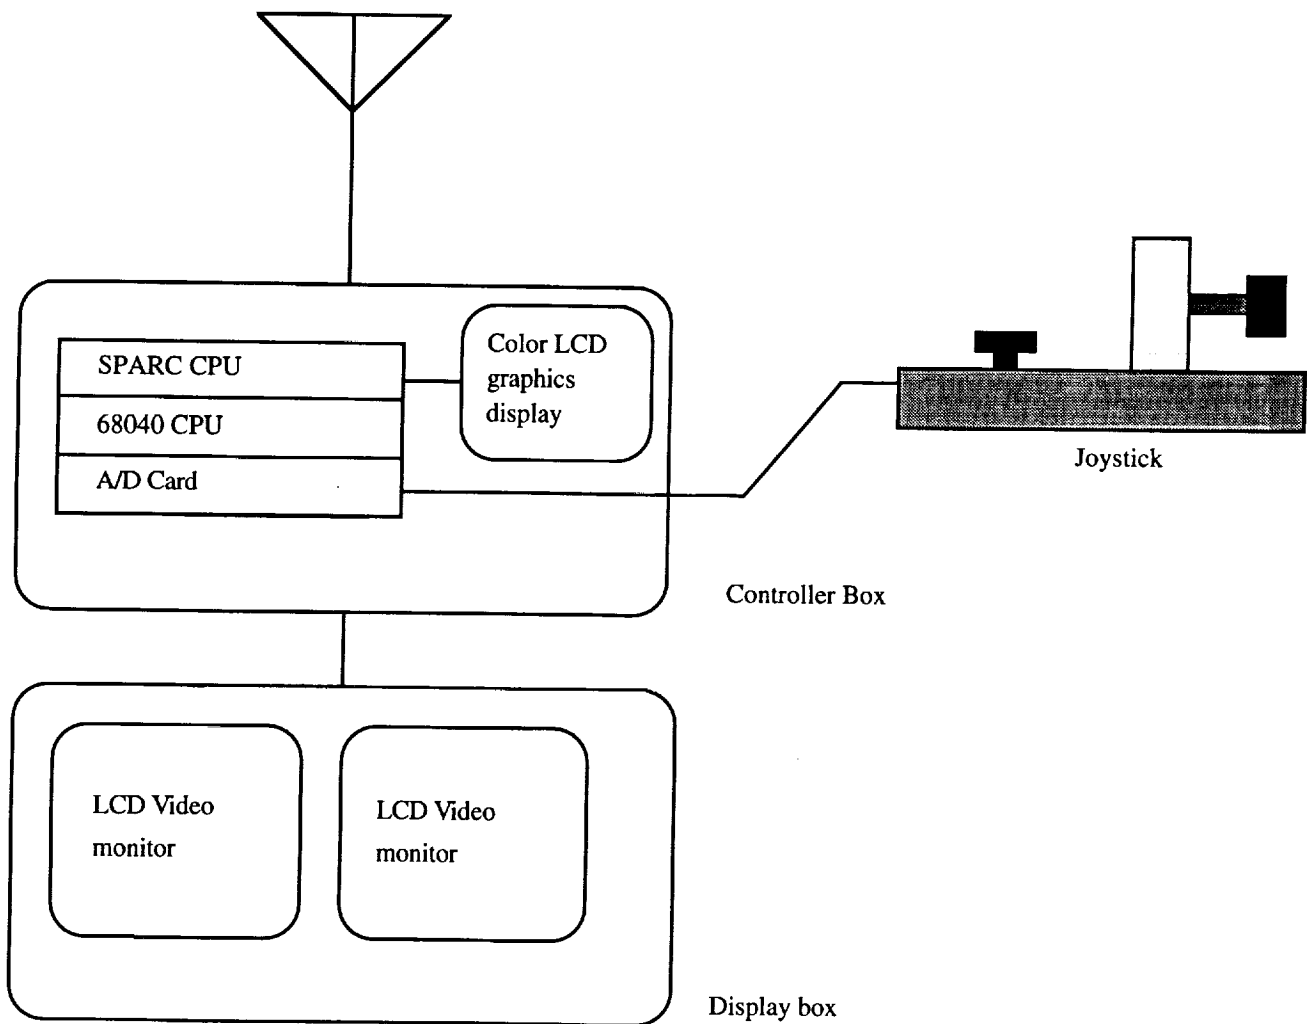 SPARC CPU
68040 CPU
A/D Card
Color LCD
graphics
display
Joystick
Controller Box
LCD Video
monitor
LCD Video
monitor
Display box